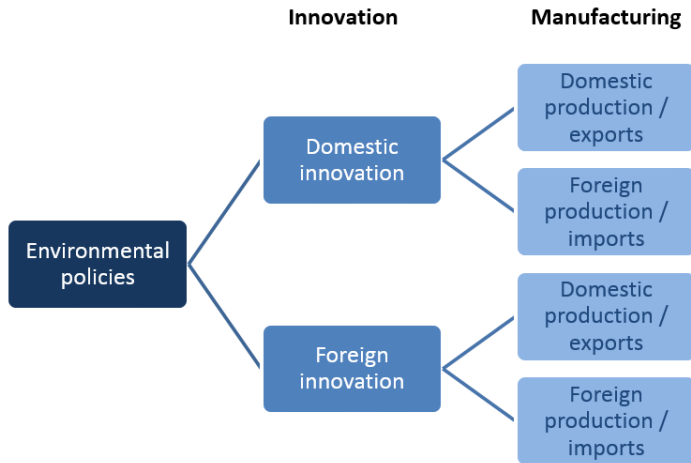 Innovation
Manufacturing
Environmental
policies
Domestic
innovation
Foreign
innovation
Domestic
production /
exports
Foreign
production /
imports
Domestic
production /
exports
Foreign
production /
imports